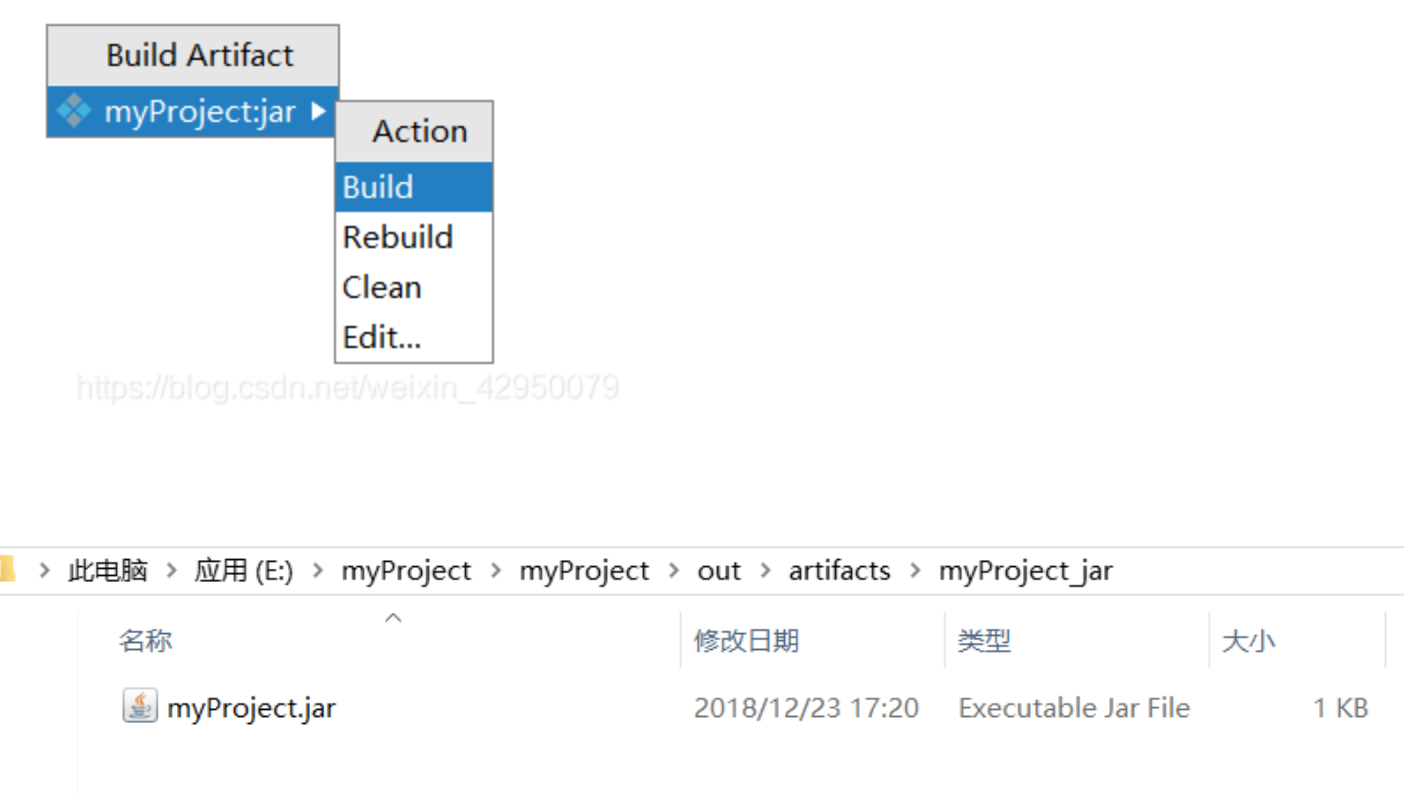 Build Artifact
myProject:jar
Action
Build
Rebuild
Clean
Edit...
https://blog.csdn.net/weixin_42950079
此电脑 > 应用 (E:) > myProject > myProject > out > artifacts > myProject_jar
名称 修改日期 类型 大小
myProject.jar 2018/12/23 17:20 Executable Jar File 1 KB